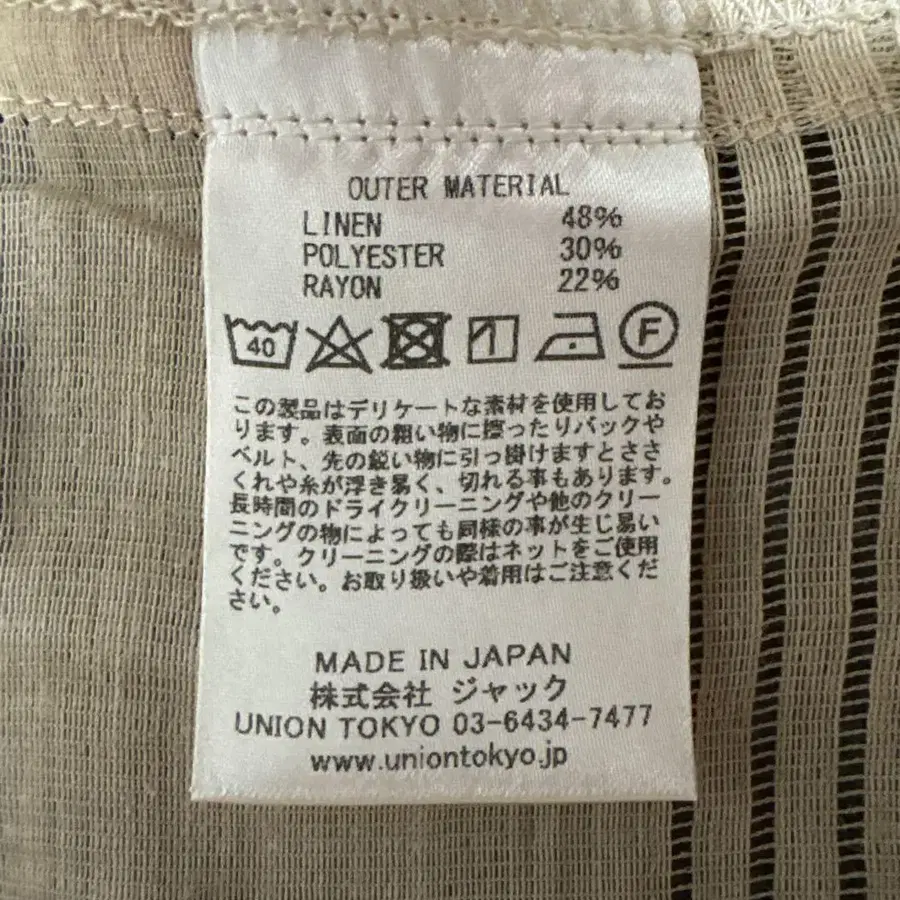 OUTER MATERIAL
LINEN 48%
POLYESTER 30%
RAYON 22%
40 F
この製品はデリケートな素材を使用してお
ります。表面の粗い物に擦ったりバックや
ベルト、先の鋭い物に引っ掛けますとささ
くれや糸が浮き易く、切れる事もあります。
長時間のドライクリーニングや他のクリー
ニングの物によっても同様の事が生じ易い
です。クリーニングの際はネットをご使用
ください。お取り扱いや着用はご注意くだ
さい。
MADE IN JAPAN
株式会社 ジャック
UNION TOKYO 03-6434-7477
www.uniontokyo.jp